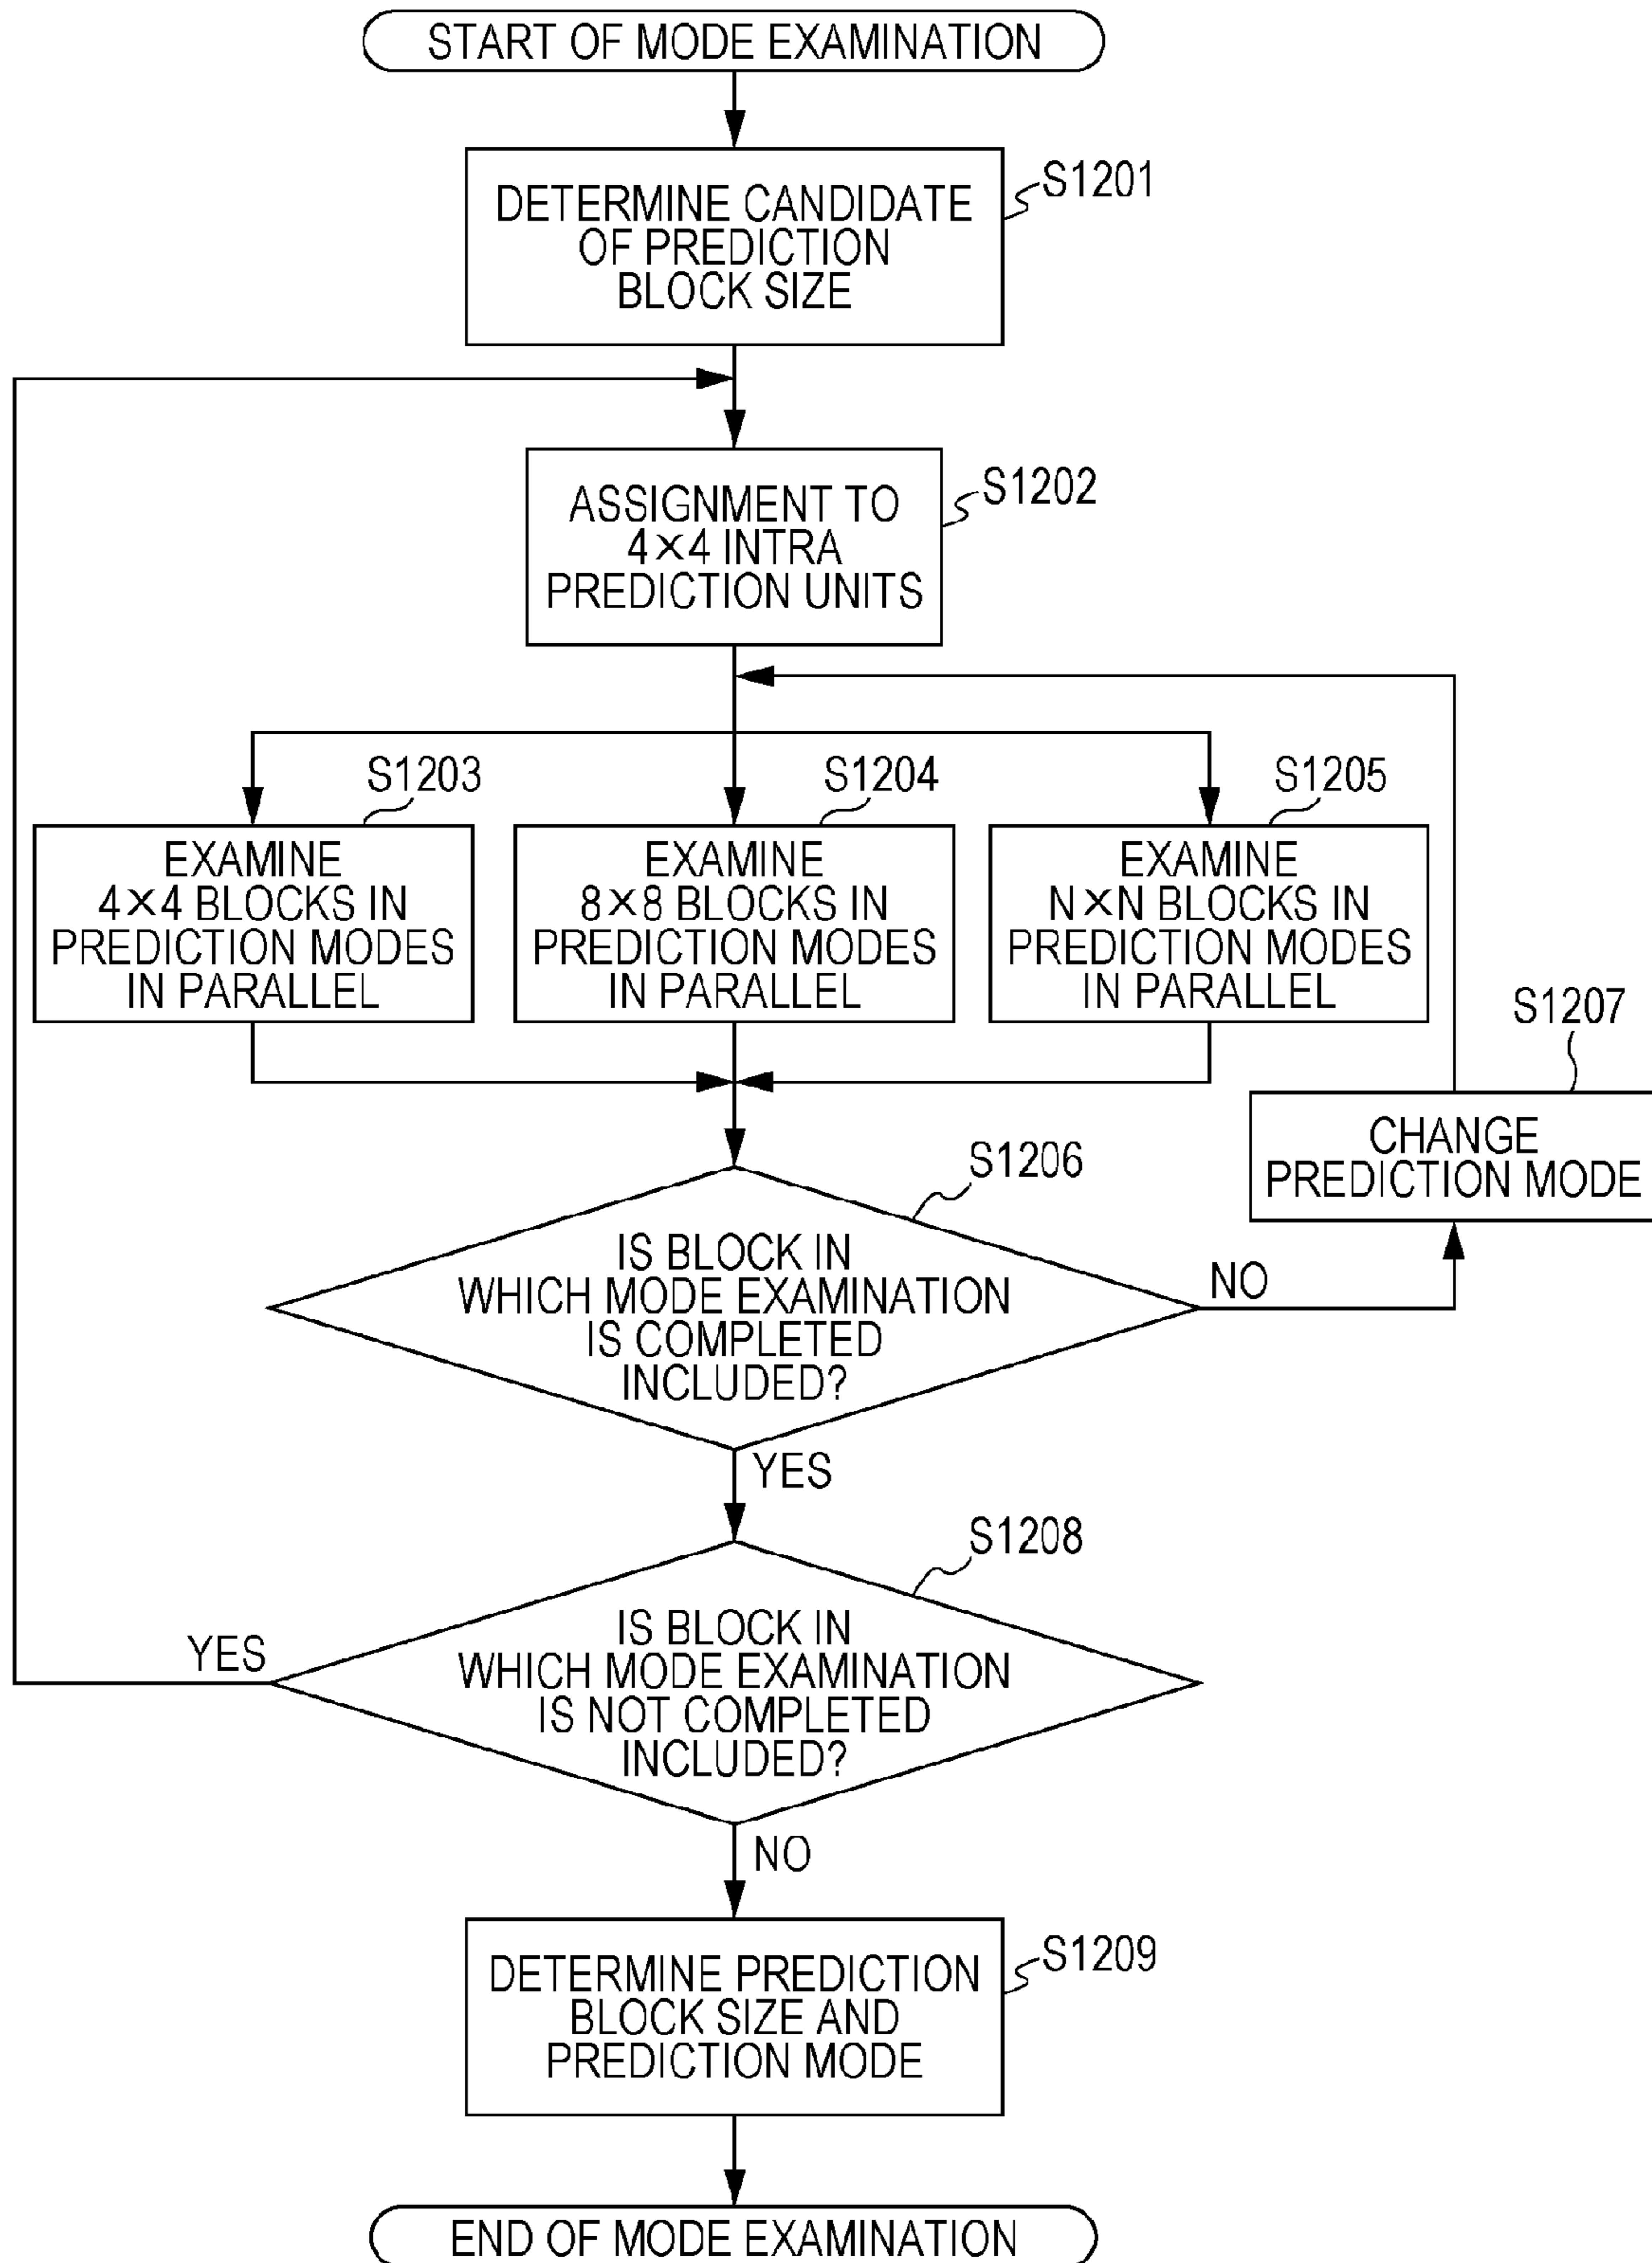 START OF MODE EXAMINATION
S1201
DETERMINE CANDIDATE
OF PREDICTION
BLOCK SIZE
S1202
ASSIGNMENT TO
4×4 INTRA
PREDICTION UNITS
S1203
EXAMINE
4×4 BLOCKS IN
PREDICTION MODES
IN PARALLEL
S1204
EXAMINE
8×8 BLOCKS IN
PREDICTION MODES
IN PARALLEL
S1205
EXAMINE
N×N BLOCKS IN
PREDICTION MODES
IN PARALLEL
S1207
CHANGE
PREDICTION MODE
S1206
IS BLOCK IN
WHICH MODE EXAMINATION
IS COMPLETED
INCLUDED?
NO
YES
S1208
IS BLOCK IN
WHICH MODE EXAMINATION
IS NOT COMPLETED
INCLUDED?
YES
NO
S1209
DETERMINE PREDICTION
BLOCK SIZE AND
PREDICTION MODE
END OF MODE EXAMINATION